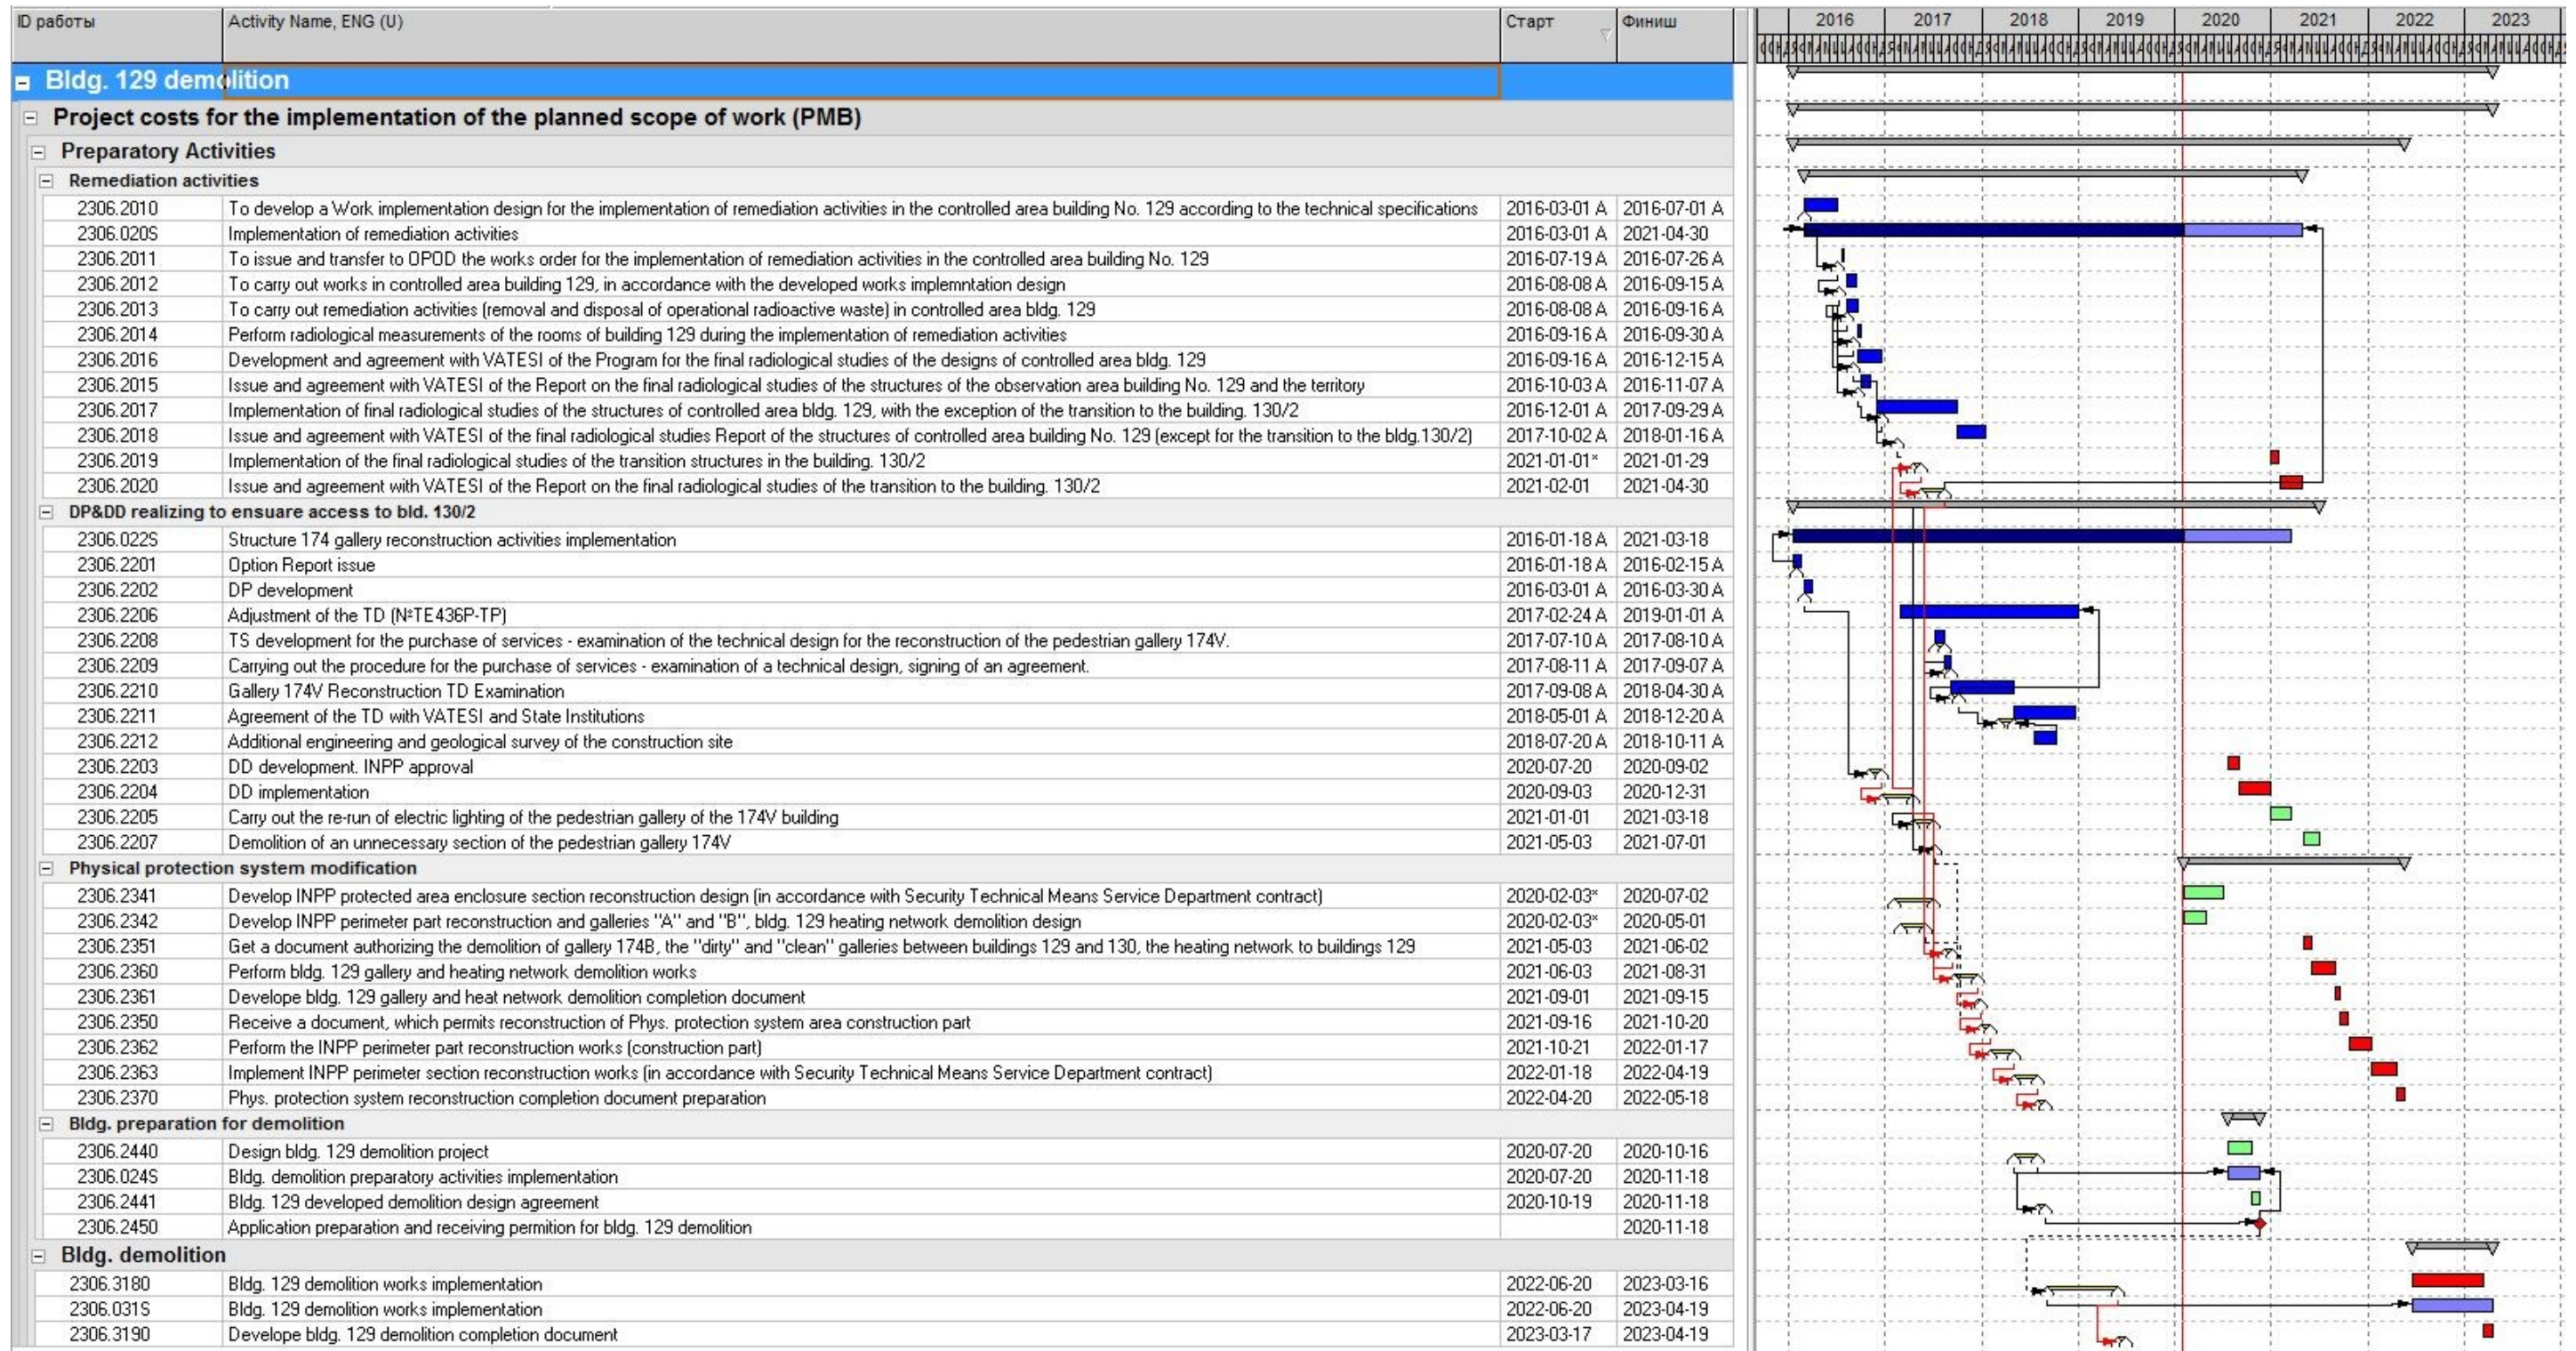 ID работы Activity Name, ENG (U) Старт Финиш 2016 2017 2018 2019 2020 2021 2022 2023
Bldg. 129 demolition
Project costs for the implementation of the planned scope of work (PMB)
Preparatory Activities
Remediation activities
2306.2010 To develop a Work implementation design for the implementation of remediation activities in the controlled area building No. 129 according to the technical specifications 2016-03-01 A 2016-07-01 A
2306.020S Implementation of remediation activities 2016-03-01 A 2021-04-30
2306.2011 To issue and transfer to OPOD the works order for the implementation of remediation activities in the controlled area building No. 129 2016-07-19 A 2016-07-26 A
2306.2012 To carry out works in controlled area building 129, in accordance with the developed works implemntation design 2016-08-08 A 2016-09-15 A
2306.2013 To carry out remediation activities (removal and disposal of operational radioactive waste) in controlled area bldg. 129 2016-08-08 A 2016-09-16 A
2306.2014 Perform radiological measurements of the rooms of building 129 during the implementation of remediation activities 2016-09-16 A 2016-09-30 A
2306.2016 Development and agreement with VATESI of the Program for the final radiological studies of the designs of controlled area bldg. 129 2016-09-16 A 2016-12-15 A
2306.2015 Issue and agreement with VATESI of the Report on the final radiological studies of the structures of the observation area building No. 129 and the territory 2016-10-03 A 2016-11-07 A
2306.2017 Implementation of final radiological studies of the structures of controlled area bldg. 129, with the exception of the transition to the building. 130/2 2016-12-01 A 2017-09-29 A
2306.2018 Issue and agreement with VATESI of the final radiological studies Report of the structures of controlled area building No. 129 (except for the transition to the bldg.130/2) 2017-10-02 A 2018-01-16 A
2306.2019 Implementation of the final radiological studies of the transition structures in the building. 130/2 2021-01-01* 2021-01-29
2306.2020 Issue and agreement with VATESI of the Report on the final radiological studies of the transition to the building. 130/2 2021-02-01 2021-04-30
DP&DD realizing to ensuare access to bld. 130/2
2306.022S Structure 174 gallery reconstruction activities implementation 2016-01-18 A 2021-03-18
2306.2201 Option Report issue 2016-01-18 A 2016-02-15 A
2306.2202 DP development 2016-03-01 A 2016-03-30 A
2306.2206 Adjustment of the TD (NºTE436P-TP) 2017-02-24 A 2019-01-01 A
2306.2208 TS development for the purchase of services - examination of the technical design for the reconstruction of the pedestrian gallery 174V. 2017-07-10 A 2017-08-10 A
2306.2209 Carrying out the procedure for the purchase of services - examination of a technical design, signing of an agreement. 2017-08-11 A 2017-09-07 A
2306.2210 Gallery 174V Reconstruction TD Examination 2017-09-08 A 2018-04-30 A
2306.2211 Agreement of the TD with VATESI and State Institutions 2018-05-01 A 2018-12-20 A
2306.2212 Additional engineering and geological survey of the construction site 2018-07-20 A 2018-10-11 A
2306.2203 DD development. INPP approval 2020-07-20 2020-09-02
2306.2204 DD implementation 2020-09-03 2020-12-31
2306.2205 Carry out the re-run of electric lighting of the pedestrian gallery of the 174V building 2021-01-01 2021-03-18
2306.2207 Demolition of an unnecessary section of the pedestrian gallery 174V 2021-05-03 2021-07-01
Physical protection system modification
2306.2341 Develop INPP protected area enclosure section reconstruction design (in accordance with Security Technical Means Service Department contract) 2020-02-03* 2020-07-02
2306.2342 Develop INPP perimeter part reconstruction and galleries "A" and "B", bldg. 129 heating network demolition design 2020-02-03* 2020-05-01
2306.2351 Get a document authorizing the demolition of gallery 174B, the "dirty" and "clean" galleries between buildings 129 and 130, the heating network to buildings 129 2021-05-03 2021-06-02
2306.2360 Perform bldg. 129 gallery and heating network demolition works 2021-06-03 2021-08-31
2306.2361 Develope bldg. 129 gallery and heat network demolition completion document 2021-09-01 2021-09-15
2306.2350 Receive a document, which permits reconstruction of Phys. protection system area construction part 2021-09-16 2021-10-20
2306.2362 Perform the INPP perimeter part reconstruction works (construction part) 2021-10-21 2022-01-17
2306.2363 Implement INPP perimeter section reconstruction works (in accordance with Security Technical Means Service Department contract) 2022-01-18 2022-04-19
2306.2370 Phys. protection system reconstruction completion document preparation 2022-04-20 2022-05-18
Bldg. preparation for demolition
2306.2440 Design bldg. 129 demolition project 2020-07-20 2020-10-16
2306.024S Bldg. demolition preparatory activities implementation 2020-07-20 2020-11-18
2306.2441 Bldg. 129 developed demolition design agreement 2020-10-19 2020-11-18
2306.2450 Application preparation and receiving permition for bldg. 129 demolition 2020-11-18
Bldg. demolition
2306.3180 Bldg. 129 demolition works implementation 2022-06-20 2023-03-16
2306.031S Bldg. 129 demolition works implementation 2022-06-20 2023-04-19
2306.3190 Develope bldg. 129 demolition completion document 2023-03-17 2023-04-19